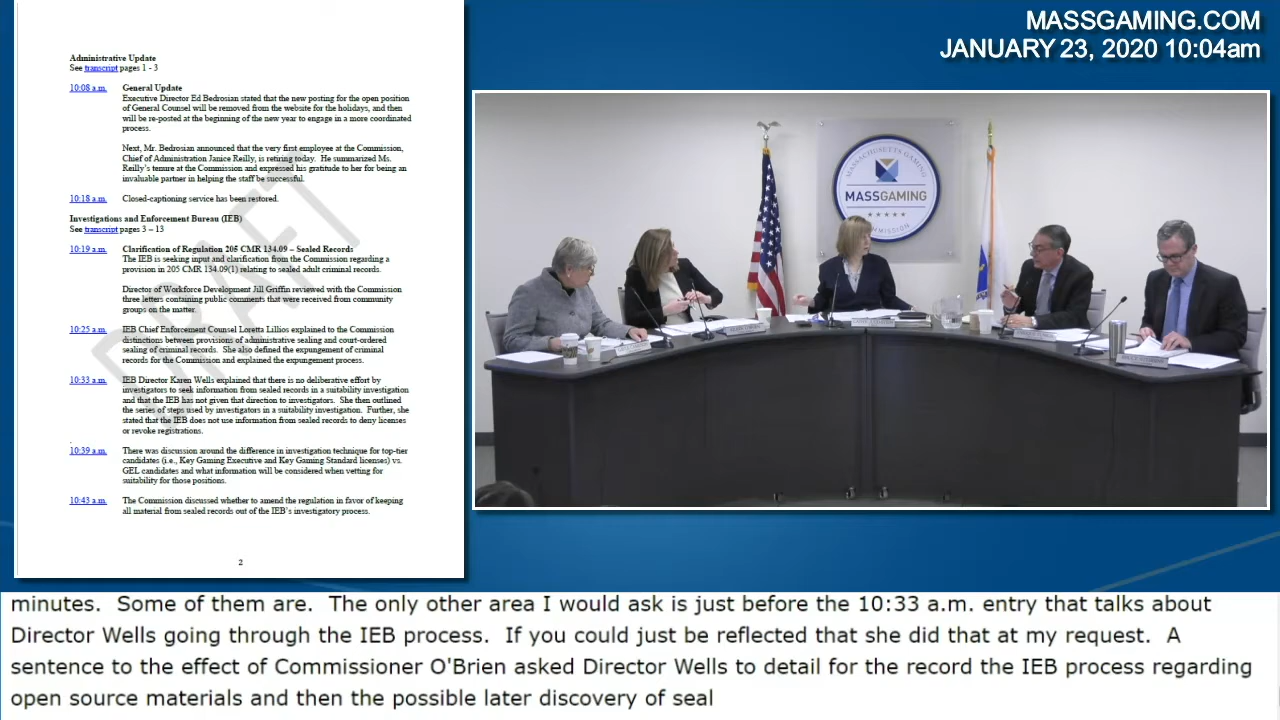 MASSGAMING.COM
JANUARY 23, 2020 10:04am
Administrative Update
See transcript pages 1 - 3
10:08 a.m. General Update
Executive Director Ed Bedrosian stated that the new posting for the open position
of General Counsel will be removed from the website for the holidays, and then
will be re-posted at the beginning of the new year to engage in a more coordinated
process.
Next, Mr. Bedrosian announced that the very first employee at the Commission,
Chief of Administration Janice Reilly, is retiring today. He summarized Ms.
Reilly's tenure at the Commission and expressed his gratitude to her for being an
invaluable partner in helping the staff be successful.
10:18 a.m. Closed-captioning service has been restored.
Investigations and Enforcement Bureau (IEB)
See transcript pages 3 – 13
10:19 a.m. Clarification of Regulation 205 CMR 134.09 – Sealed Records
The IEB is seeking input and clarification from the Commission regarding a
provision in 205 CMR 134.09(1) relating to sealed adult criminal records.
Director of Workforce Development Jill Griffin reviewed with the Commission
three letters containing public comments that were received from community
groups on the matter.
10:25 a.m. IEB Chief Enforcement Counsel Loretta Lillios explained to the Commission
distinctions between provisions of administrative sealing and court-ordered
sealing of criminal records. She also defined the expungement of criminal
records for the Commission and explained the expungement process.
10:33 a.m. IEB Director Karen Wells explained that there is no deliberative effort by
investigators to seek information from sealed records in a suitability investigation
and that the IEB has not given that direction to investigators. She then outlined
the series of steps used by investigators in a suitability investigation. Further, she
stated that the IEB does not use information from sealed records to deny licenses
or revoke registrations.
10:39 a.m. There was discussion around the difference in investigation technique for top-tier
candidates (i.e., Key Gaming Executive and Key Gaming Standard licenses) vs.
GEL candidates and what information will be considered when vetting for
suitability for those positions.
10:43 a.m. The Commission discussed whether to amend the regulation in favor of keeping
all material from sealed records out of the IEB's investigatory process.
2
DRAFT
MASSACHUSETTS GAMING
MASSGAMING
COMMISSION
minutes. Some of them are. The only other area I would ask is just before the 10:33 a.m. entry that talks about
Director Wells going through the IEB process. If you could just be reflected that she did that at my request. A
sentence to the effect of Commissioner O'Brien asked Director Wells to detail for the record the IEB process regarding
open source materials and then the possible later discovery of seal